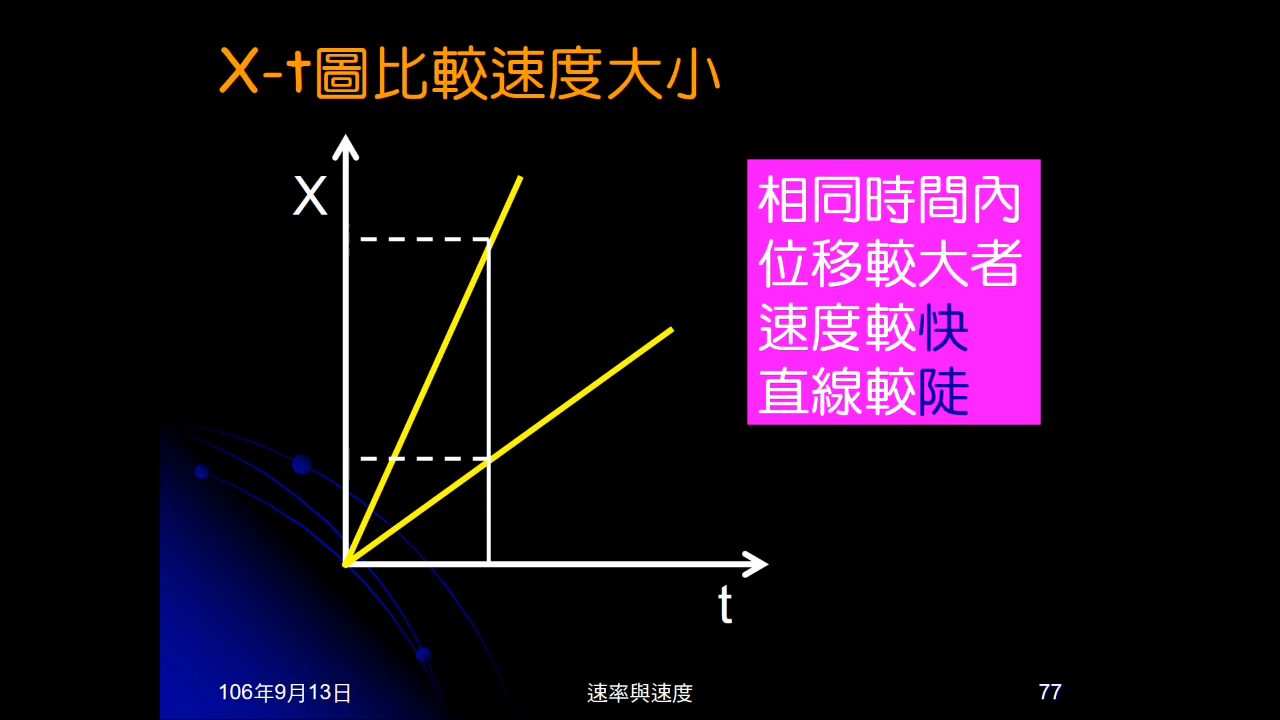 X-t圖比較速度大小
X
相同時間內
位移較大者
速度較快
直線較陡
t
106年9月13日
速率與速度
77